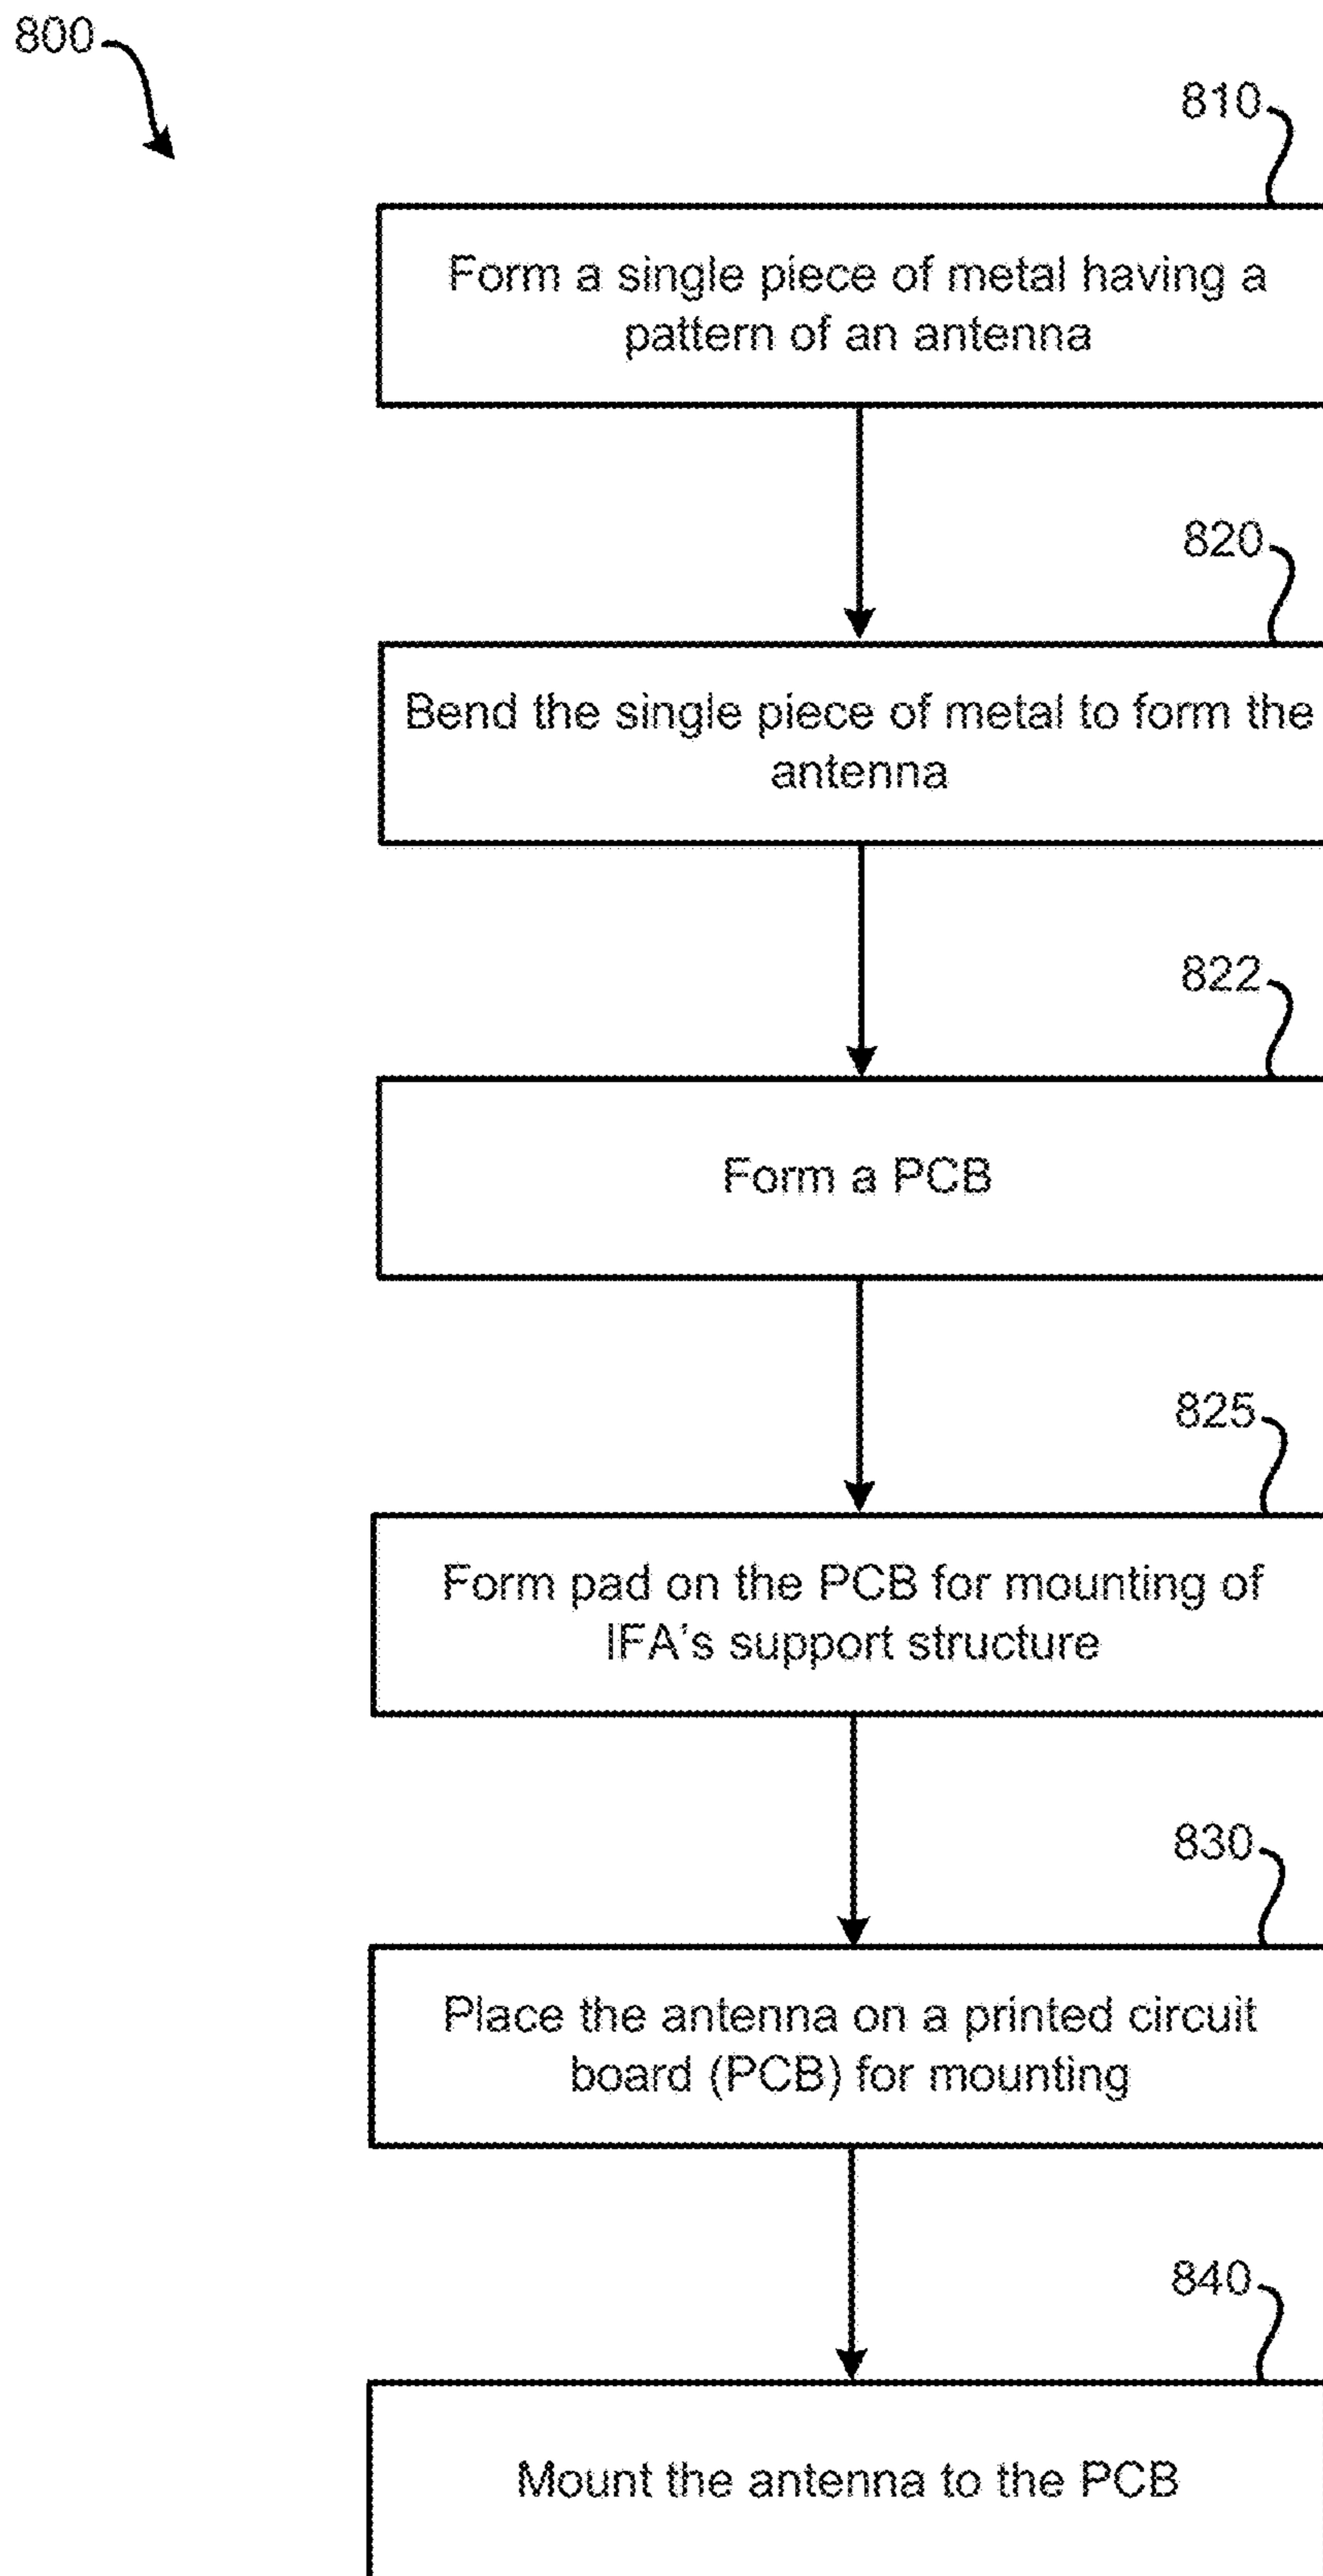 800
810
Form a single piece of metal having a
pattern of an antenna
820
Bend the single piece of metal to form the
antenna
822
Form a PCB
825
Form pad on the PCB for mounting of
IFA's support structure
830
Place the antenna on a printed circuit
board (PCB) for mounting
840
Mount the antenna to the PCB